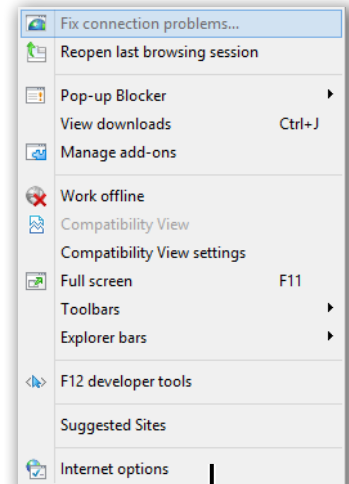 Fix connection problems...
Reopen last browsing session
Pop-up Blocker
View downloads Ctrl+J
Manage add-ons
Work offline
Compatibility View
Compatibility View settings
Full screen F11
Toolbars
Explorer bars
F12 developer tools
Suggested Sites
Internet options